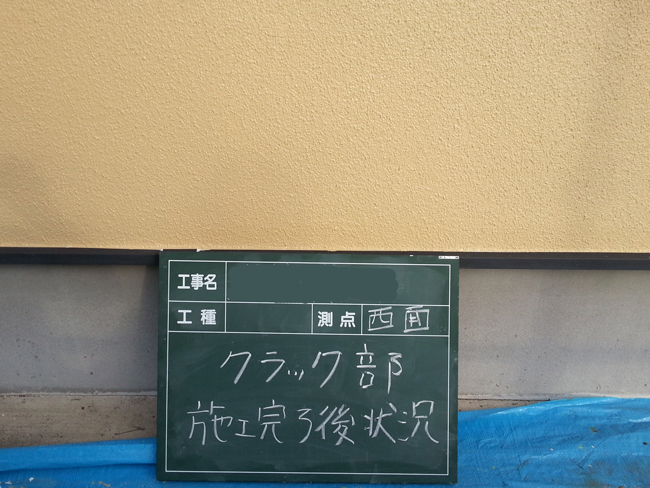 工事名
工種 測点 西面
クラック部
施工完了後状況